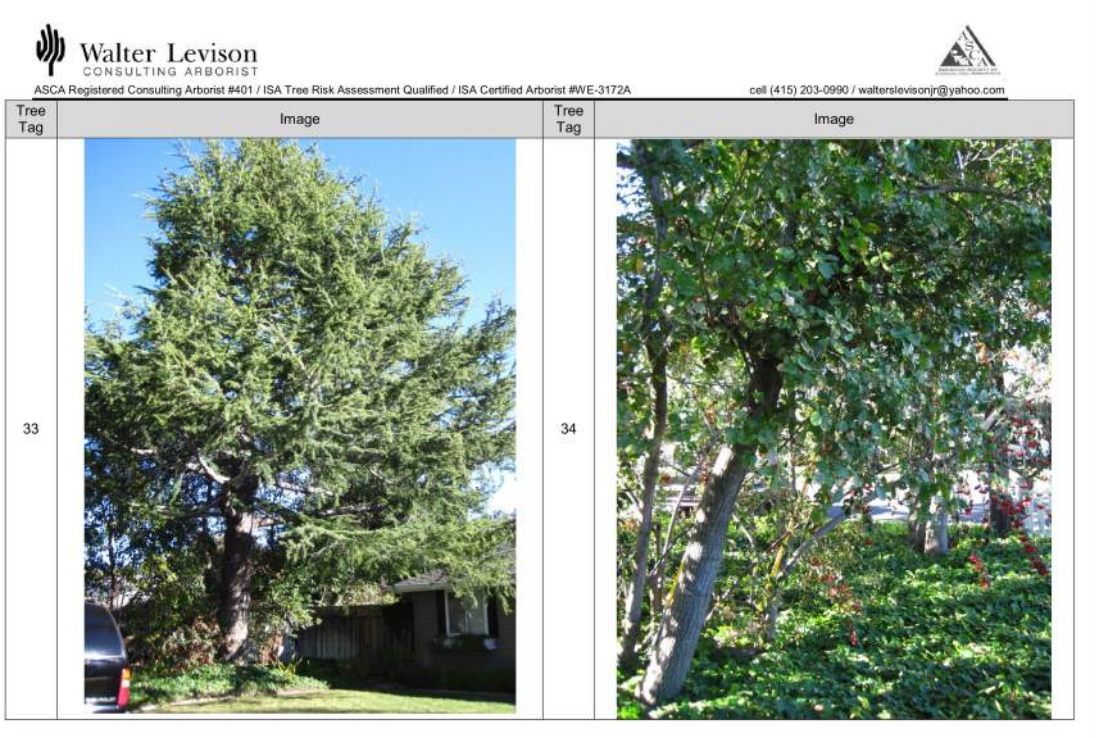 Walter Levison
CONSULTING ARBORIST
ASCA
ASCA Registered Consulting Arborist #401 / ISA Tree Risk Assessment Qualified / ISA Certified Arborist #WE-3172A
cell (415) 203-0990 / walterslevisonjr@yahoo.com
Tree Tag
Image
Tree Tag
Image
33
34